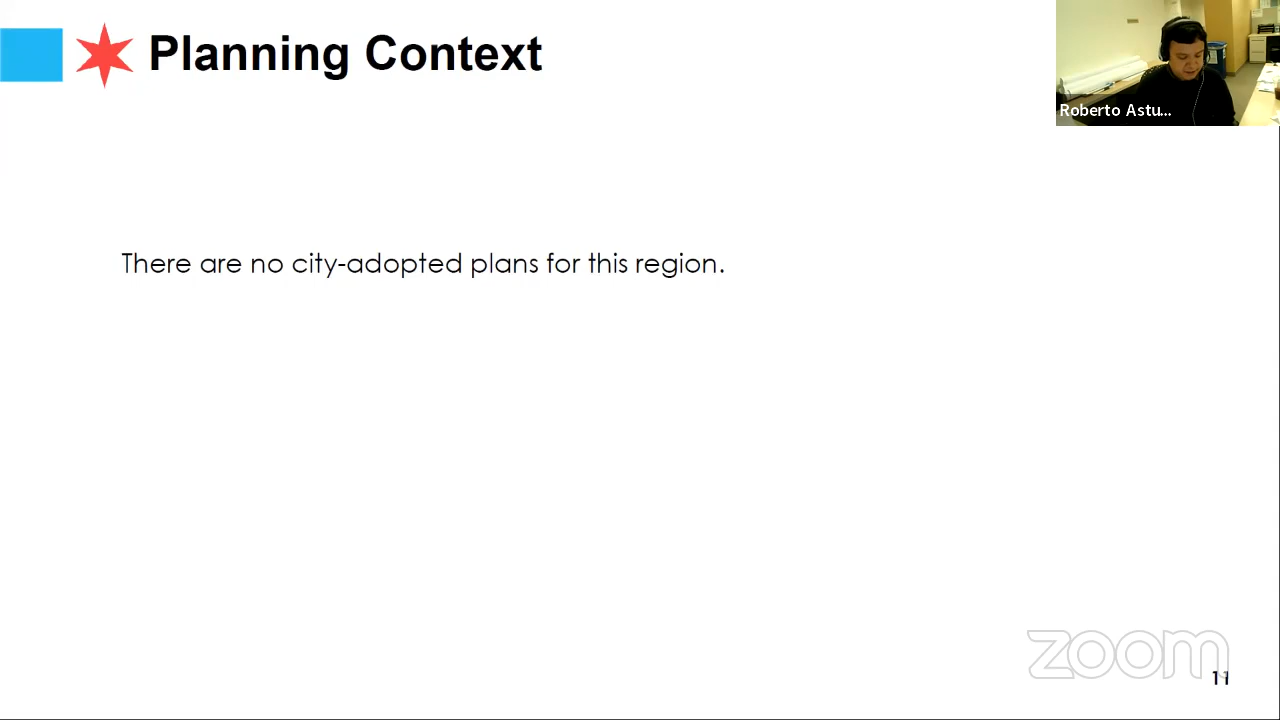 Planning Context
Roberto Astu...
There are no city-adopted plans for this region.
zoom
11